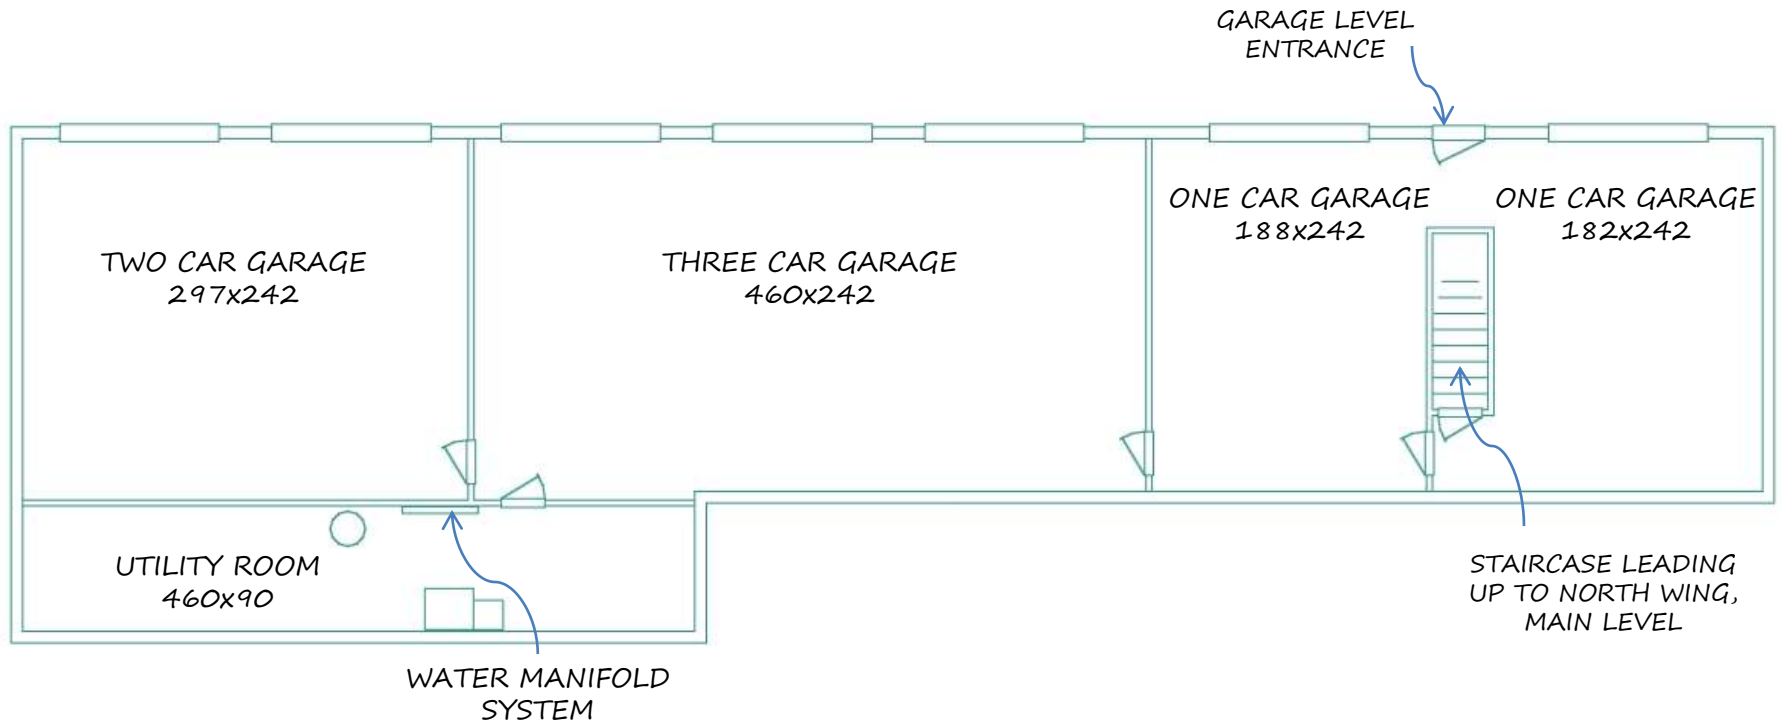 GARAGE LEVEL
ENTRANCE
ONE CAR GARAGE
188x242
ONE CAR GARAGE
182x242
TWO CAR GARAGE
297x242
THREE CAR GARAGE
460x242
UTILITY ROOM
460x90
STAIRCASE LEADING
UP TO NORTH WING,
MAIN LEVEL
WATER MANIFOLD
SYSTEM